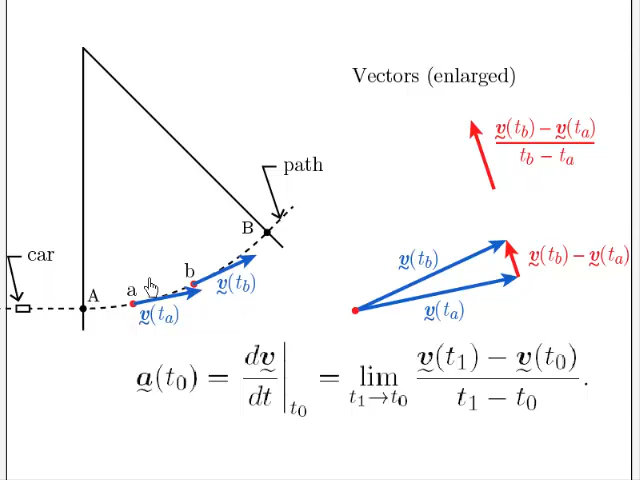 Vectors (enlarged)
v(t_b) − v(t_a)
t_b − t_a
path
B
car
A
a
b
v(t_a)
v(t_b)
v(t_b)
v(t_a)
v(t_b) − v(t_a)
a(t_0) = dv/dt |_{t_0} = lim_{t_1→t_0} (v(t_1) − v(t_0))/(t_1 − t_0).